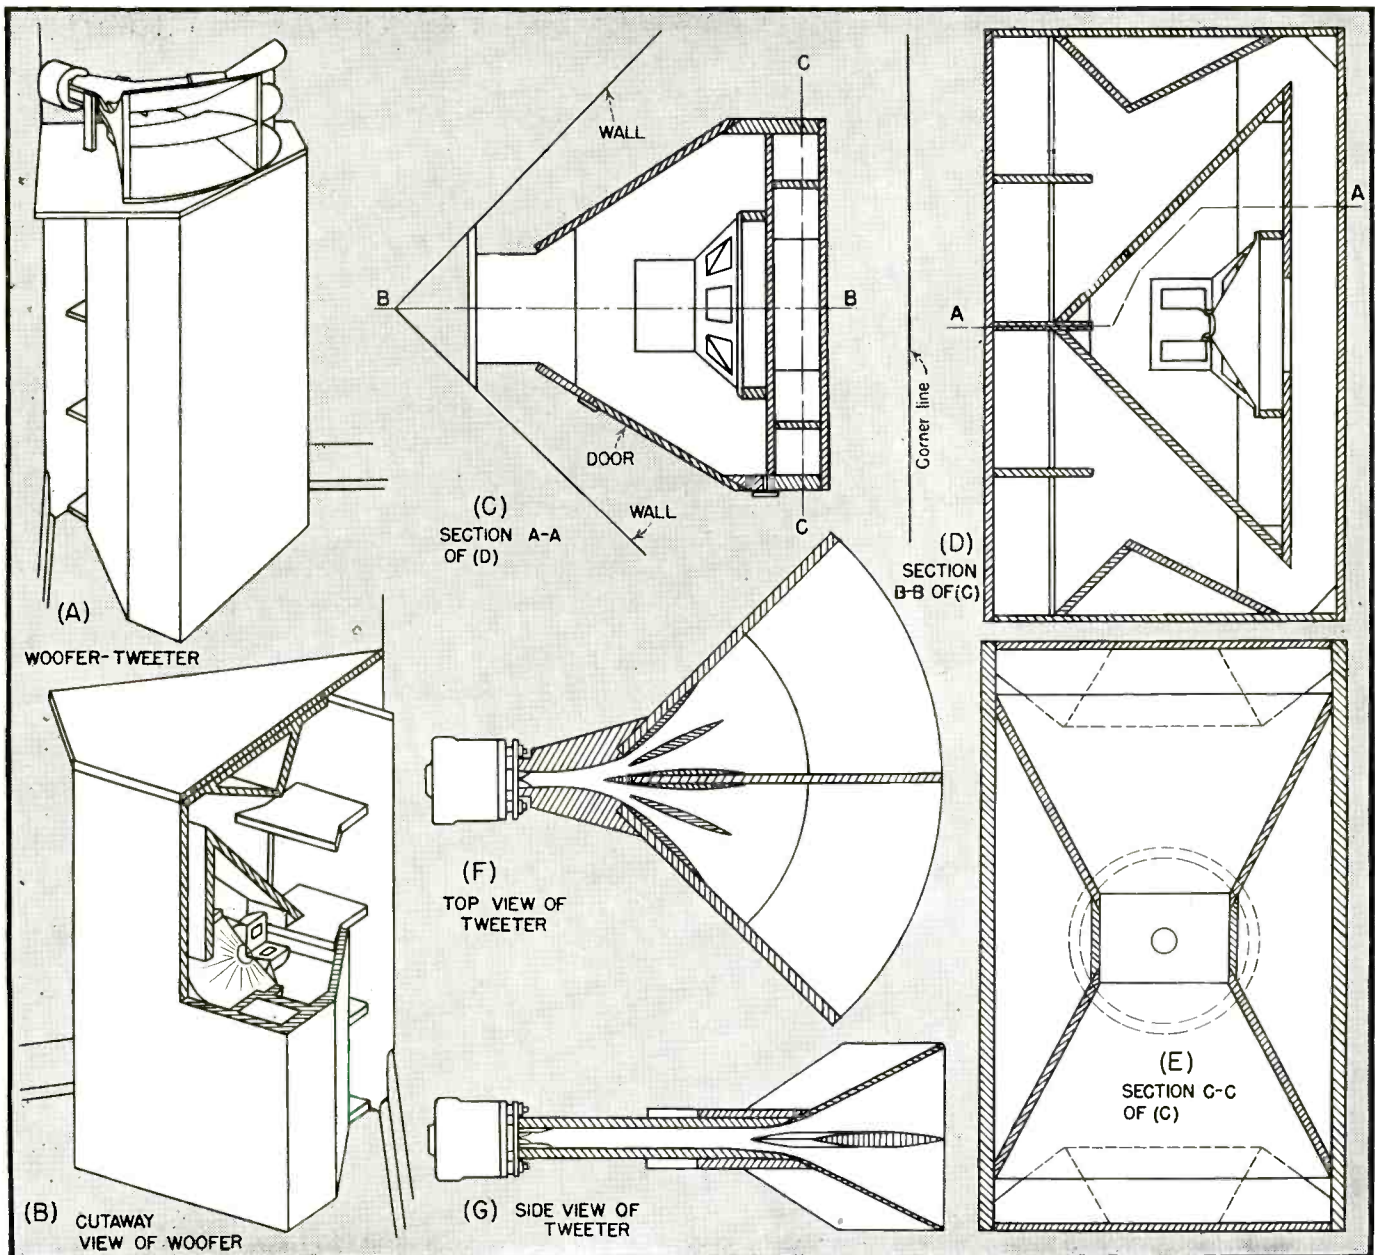 (A)
WOOFER-TWEETER
(B)
CUTAWAY
VIEW OF WOOFER
WALL
B
B
C
C
DOOR
WALL
(C)
SECTION A-A
OF (D)
Corner line
A
A
(D)
SECTION
B-B OF (C)
(E)
SECTION C-C
OF (C)
(F)
TOP VIEW OF
TWEETER
(G)
SIDE VIEW OF
TWEETER